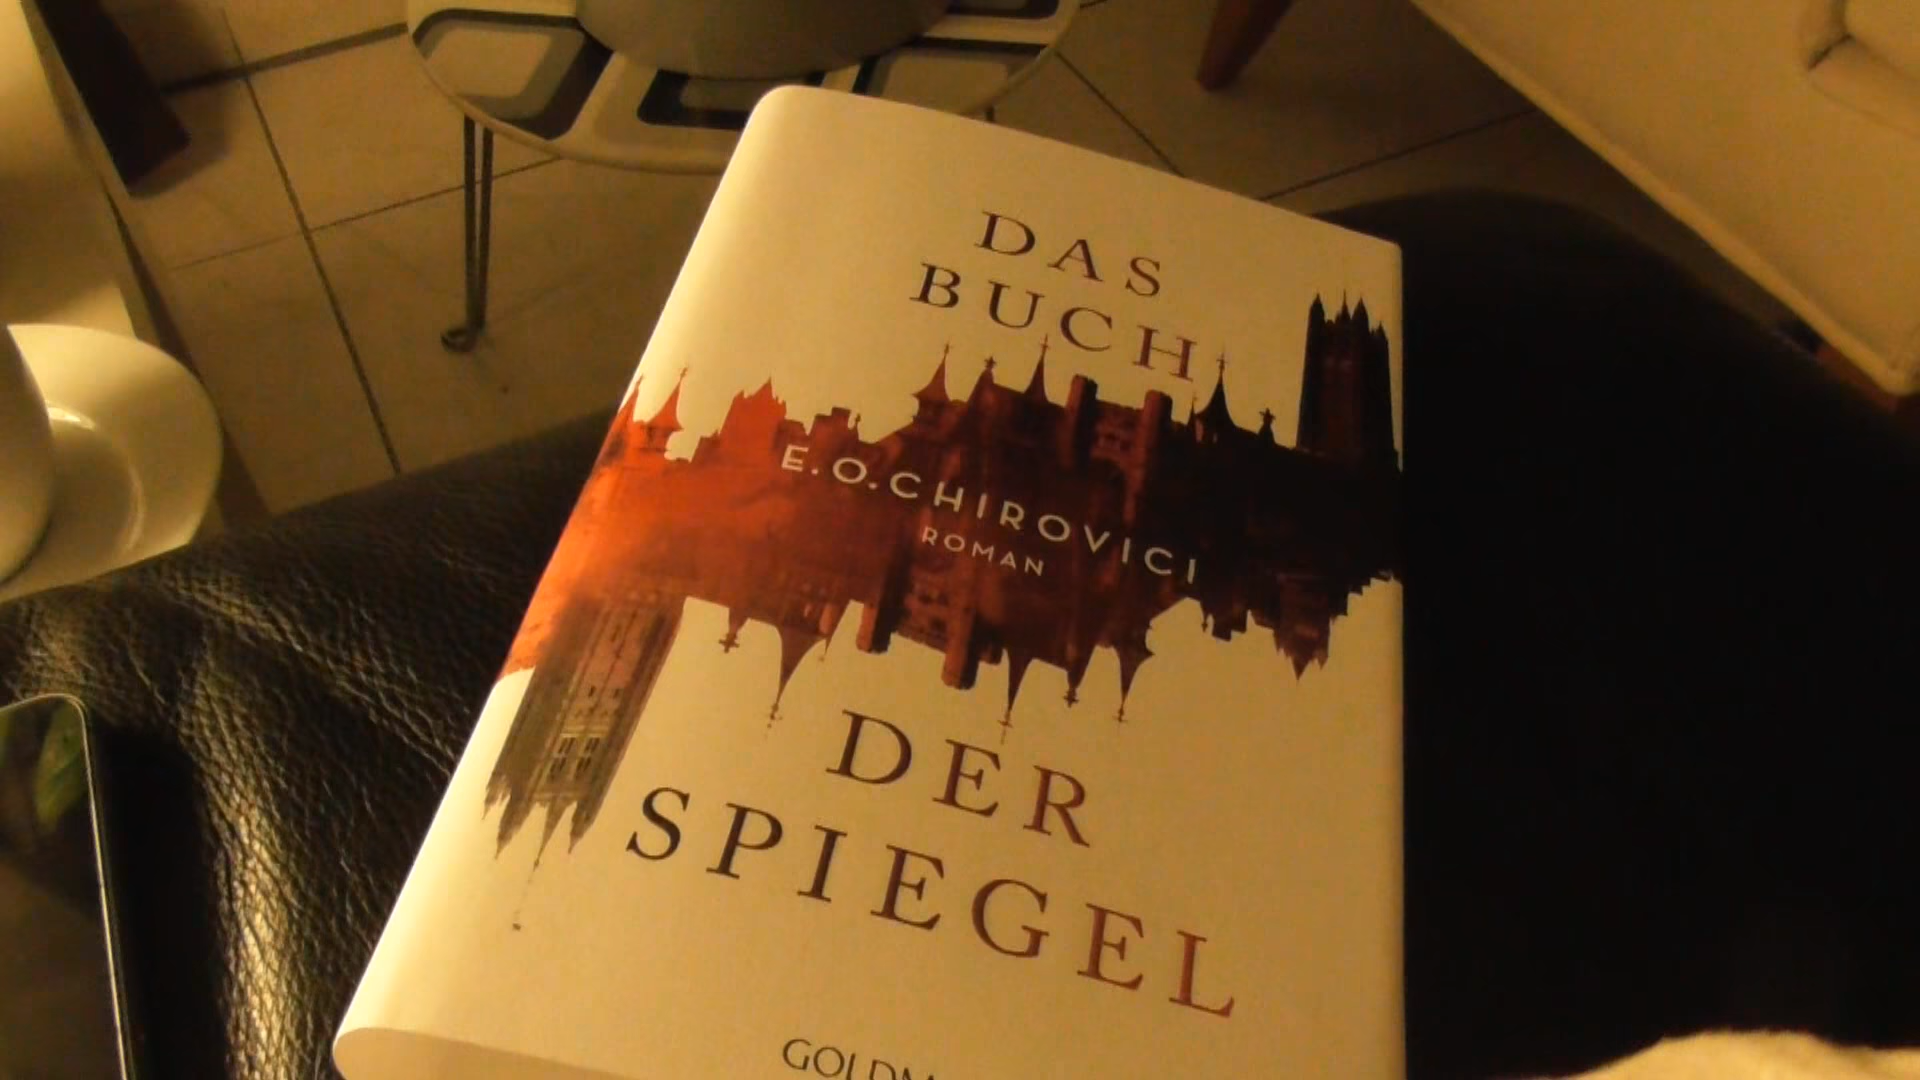 DAS
BUCH
E.O.CHIROVICI
ROMAN
DER
SPIEGEL